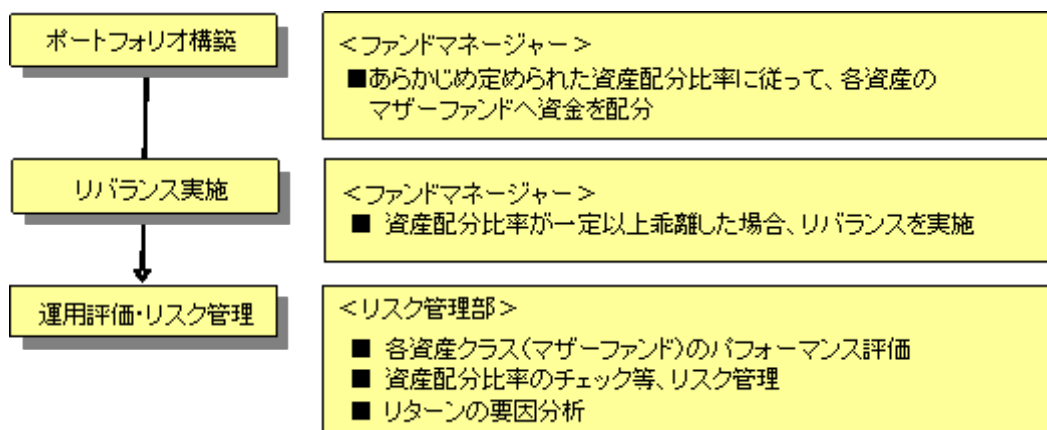 ポートフォリオ構築
<ファンドマネージャー>
■あらかじめ定められた資産配分比率に従って、各資産の
マザーファンドへ資金を配分
リバランス実施
<ファンドマネージャー>
■ 資産配分比率が一定以上乖離した場合、リバランスを実施
運用評価・リスク管理
<リスク管理部>
■ 各資産クラス(マザーファンド)のパフォーマンス評価
■ 資産配分比率のチェック等、リスク管理
■ リターンの要因分析